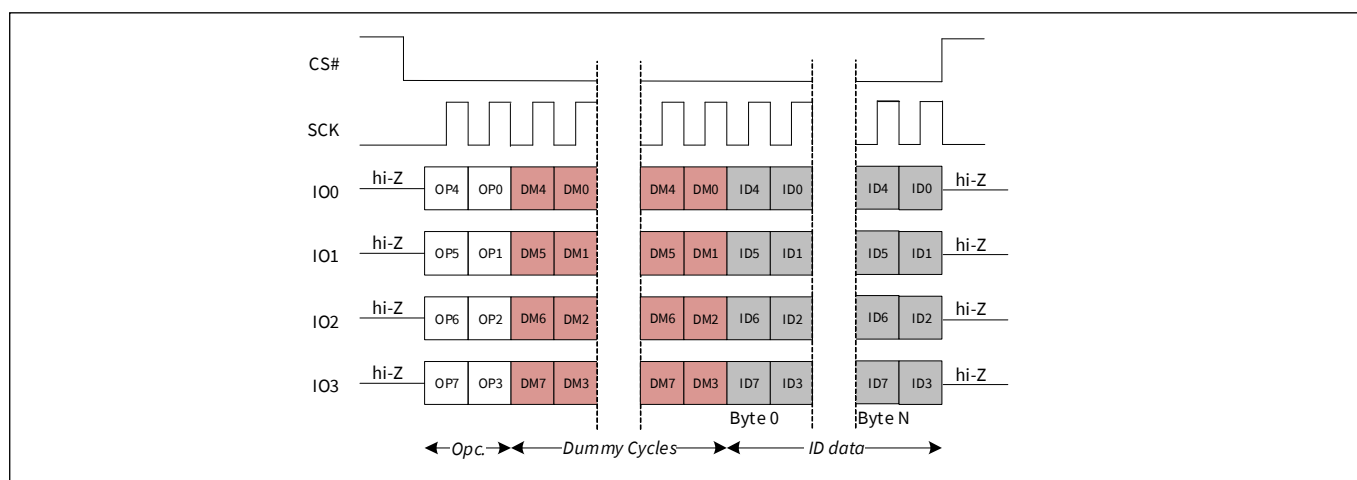 CS#
SCK
IO0 hi-Z OP4 OP0 DM4 DM0 DM4 DM0 ID4 ID0 ID4 ID0 hi-Z
IO1 hi-Z OP5 OP1 DM5 DM1 DM5 DM1 ID5 ID1 ID5 ID1 hi-Z
IO2 hi-Z OP6 OP2 DM6 DM2 DM6 DM2 ID6 ID2 ID6 ID2 hi-Z
IO3 hi-Z OP7 OP3 DM7 DM3 DM7 DM3 ID7 ID3 ID7 ID3 hi-Z
Byte 0 Byte N
Opc. Dummy Cycles ID data